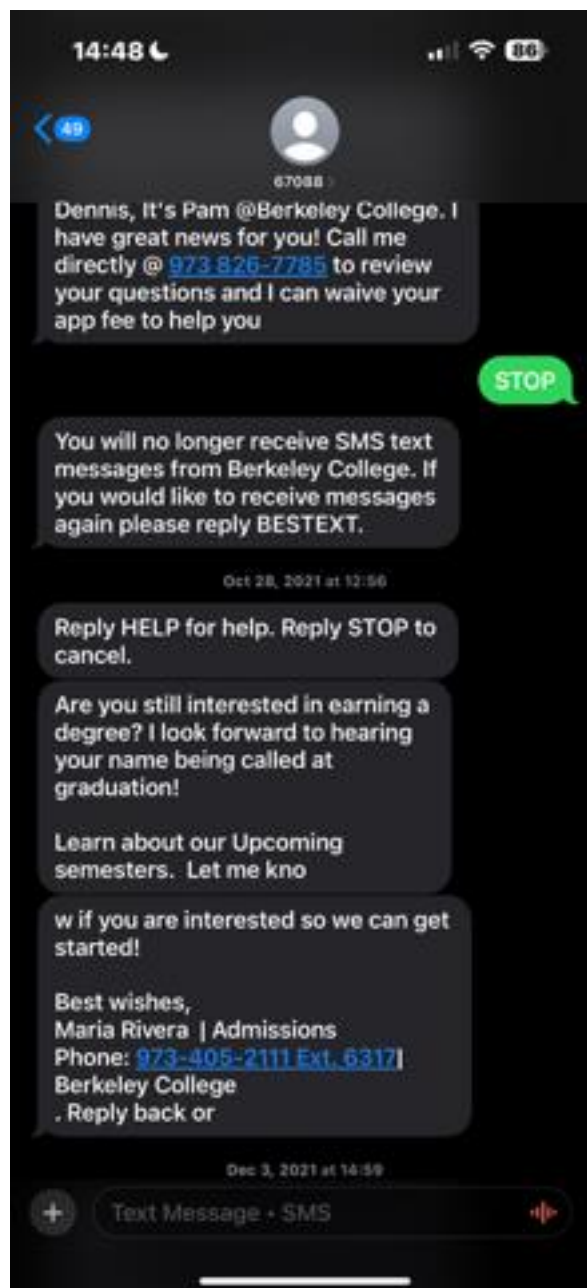 14:48
86
49
67088
Dennis, It's Pam @Berkeley College. I
have great news for you! Call me
directly @ 973 826-7785 to review
your questions and I can waive your
app fee to help you
STOP
You will no longer receive SMS text
messages from Berkeley College. If
you would like to receive messages
again please reply BESTEXT.
Oct 28, 2021 at 12:56
Reply HELP for help. Reply STOP to
cancel.
Are you still interested in earning a
degree? I look forward to hearing
your name being called at
graduation!
Learn about our Upcoming
semesters.  Let me kno
w if you are interested so we can get
started!
Best wishes,
Maria Rivera  | Admissions
Phone: 973-405-2111 Ext. 6317|
Berkeley College
. Reply back or
Dec 3, 2021 at 14:59
Text Message • SMS